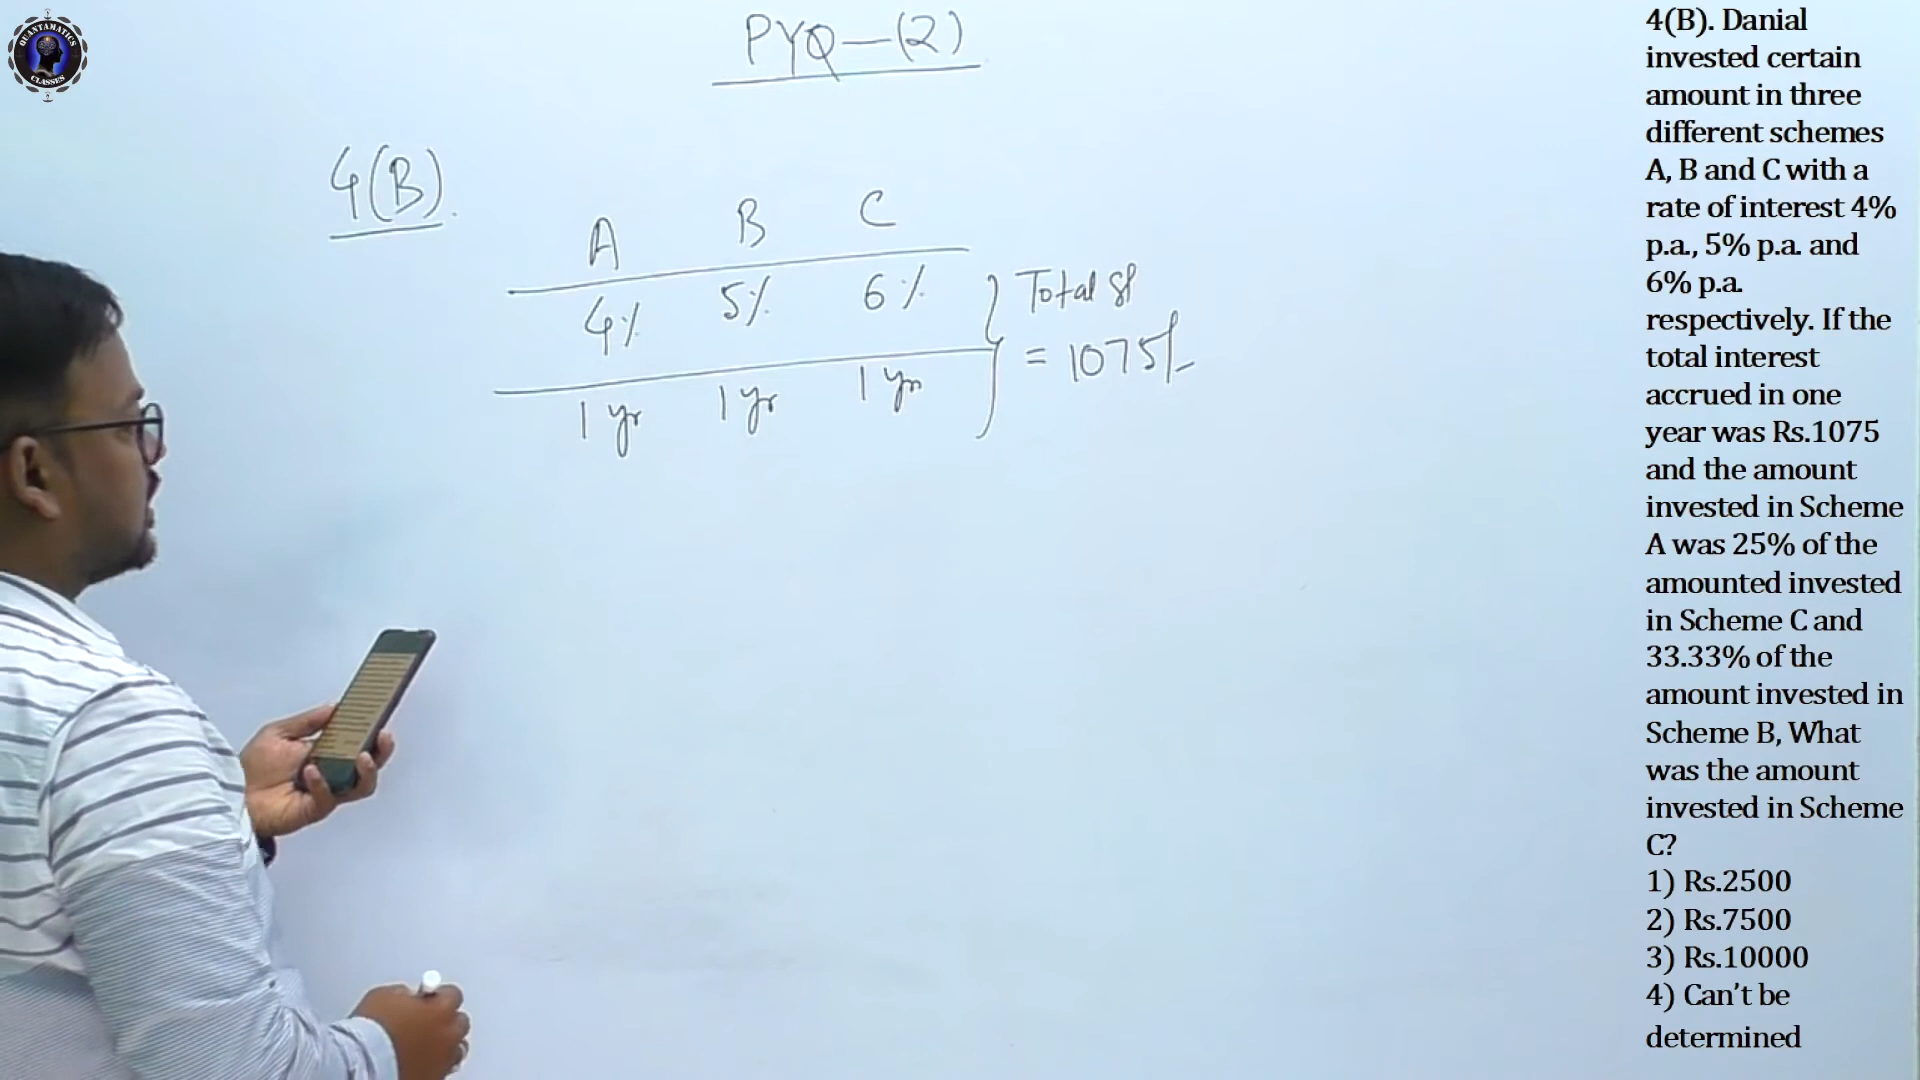 QUANTAMATICS
CLASSES
PYQ—(2)
4(B).
A B C
4% 5% 6%
1 yr 1 yr 1 yr
Total SI
= 1075/-
4(B). Danial
invested certain
amount in three
different schemes
A, B and C with a
rate of interest 4%
p.a., 5% p.a. and
6% p.a.
respectively. If the
total interest
accrued in one
year was Rs.1075
and the amount
invested in Scheme
A was 25% of the
amounted invested
in Scheme C and
33.33% of the
amount invested in
Scheme B, What
was the amount
invested in Scheme
C?
1) Rs.2500
2) Rs.7500
3) Rs.10000
4) Can't be
determined